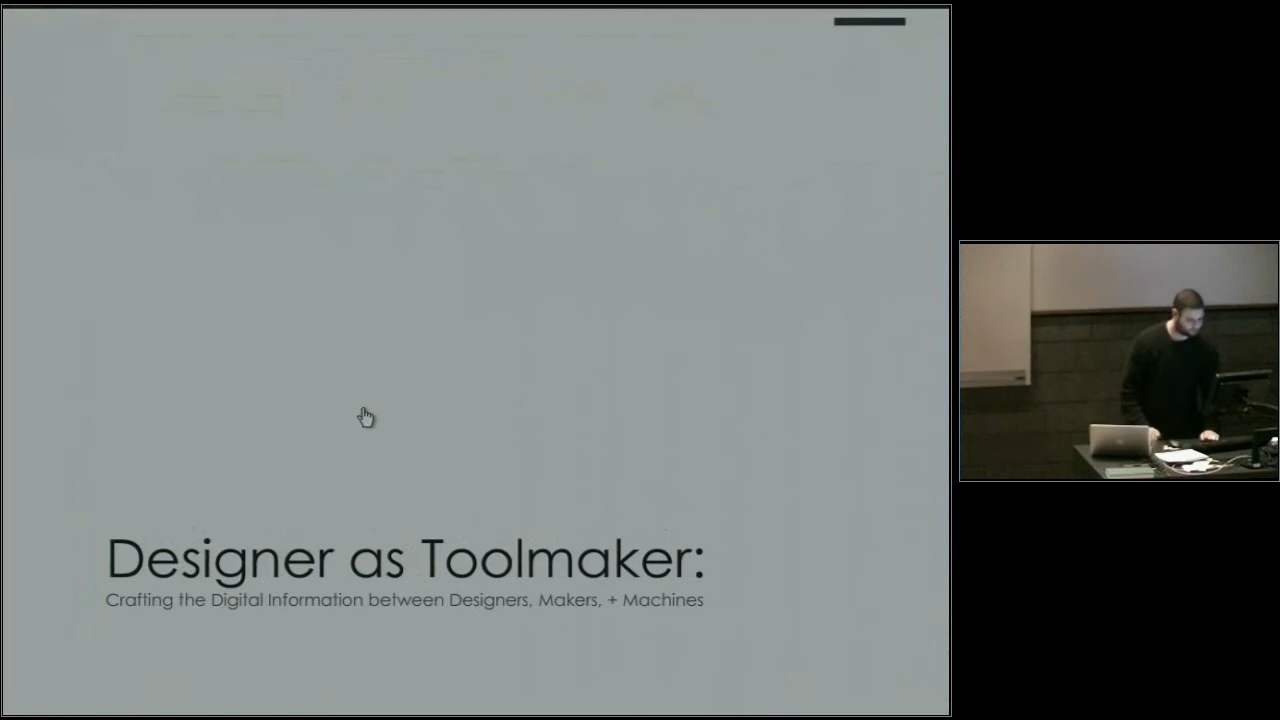 Designer as Toolmaker:
Crafting the Digital Information between Designers, Makers, + Machines